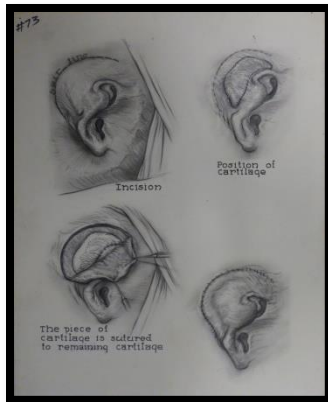 #73
Incision
Position of
cartilage
The piece of
cartilage is sutured
to remaining cartilage